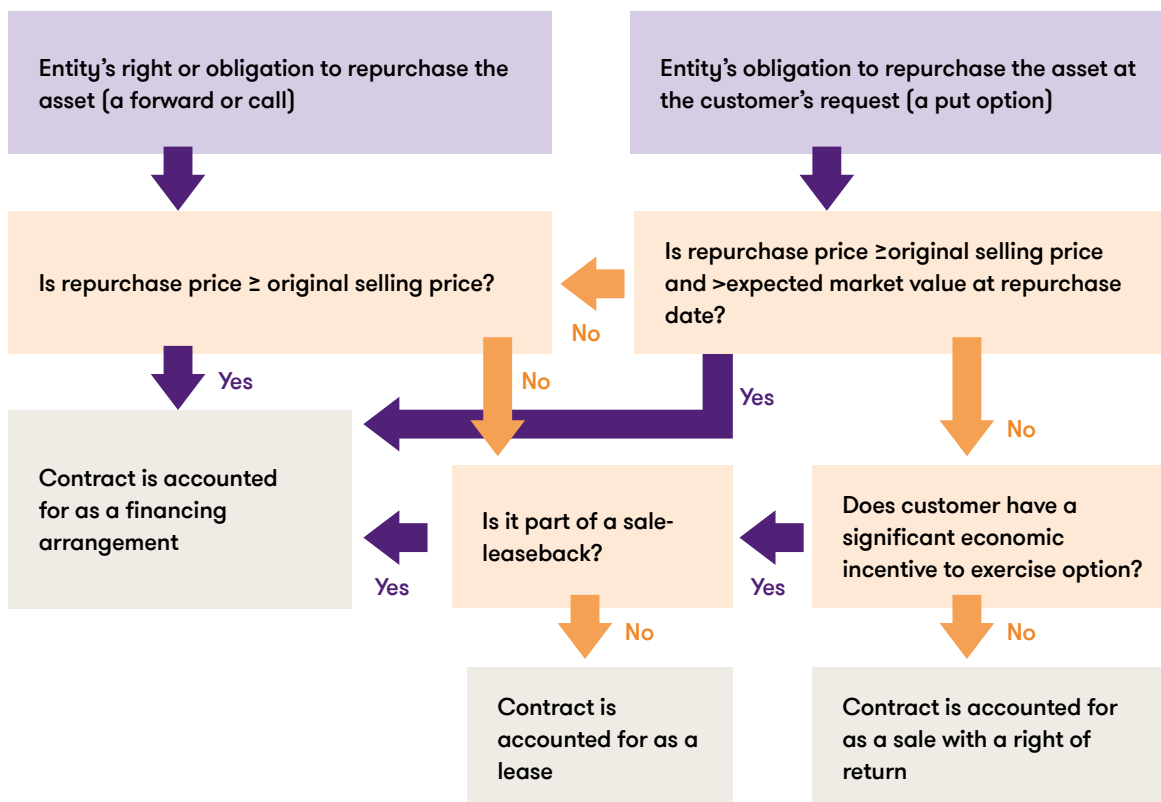 Entity's right or obligation to repurchase the
asset (a forward or call)
Entity's obligation to repurchase the asset at
the customer's request (a put option)
Is repurchase price ≥ original selling price?
No
Is repurchase price ≥original selling price
and >expected market value at repurchase
date?
Yes
No
Yes
No
Contract is accounted
for as a financing
arrangement
Yes
Is it part of a sale-
leaseback?
Yes
Does customer have a
significant economic
incentive to exercise option?
No
No
Contract is
accounted for as a
lease
Contract is accounted for
as a sale with a right of
return